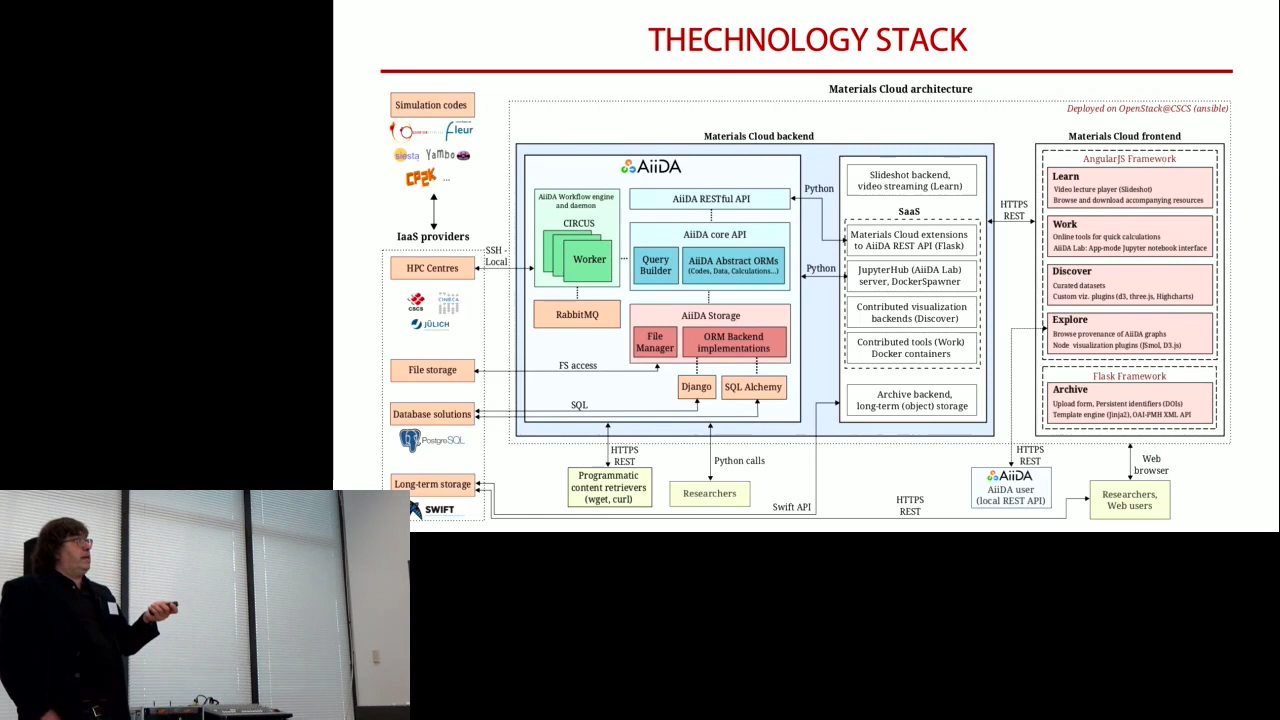 THECHNOLOGY STACK
Materials Cloud architecture
Deployed on OpenStack@CSCS (ansible)
Simulation codes
fleur
siesta
Yambo
CP2K
...
IaaS providers
HPC Centres
CSCS
CINECA
JÜLICH
File storage
Database solutions
PostgreSQL
Long-term storage
SWIFT
SSH -
Local
FS access
SQL
Materials Cloud backend
AiiDA
AiiDA Workflow engine
and daemon
CIRCUS
Worker
RabbitMQ
AiiDA RESTful API
AiiDA core API
Query
Builder
AiiDA Abstract ORMs
(Codes, Data, Calculations...)
AiiDA Storage
File
Manager
ORM Backend
implementations
Django
SQL Alchemy
Python
Python
Slideshow backend,
video streaming (Learn)
SaaS
Materials Cloud extensions
to AiiDA REST API (Flask)
JupyterHub (AiiDA Lab)
server, DockerSpawner
Contributed visualization
backends (Discover)
Contributed tools (Work)
Docker containers
Archive backend,
long-term (object) storage
HTTPS
REST
Materials Cloud frontend
AngularJS Framework
Learn
Video lecture player (Slideshot)
Browse and download accompanying resources
Work
Online tools for quick calculations
AiiDA Lab: App-mode Jupyter notebook interface
Discover
Curated datasets
Custom viz. plugins (d3, three.js, Highcharts)
Explore
Browse provenance of AiiDA graphs
Node visualization plugins (JSmol, D3.js)
Flask Framework
Archive
Upload form, Persistent identifiers (DOIs)
Template engine (Jinja2), OAI-PMH XML API
HTTPS
REST
Programmatic
content retrievers
(wget, curl)
Python calls
Researchers
Swift API
HTTPS
REST
HTTPS
REST
AiiDA
AiiDA user
(local REST API)
Web
browser
Researchers,
Web users